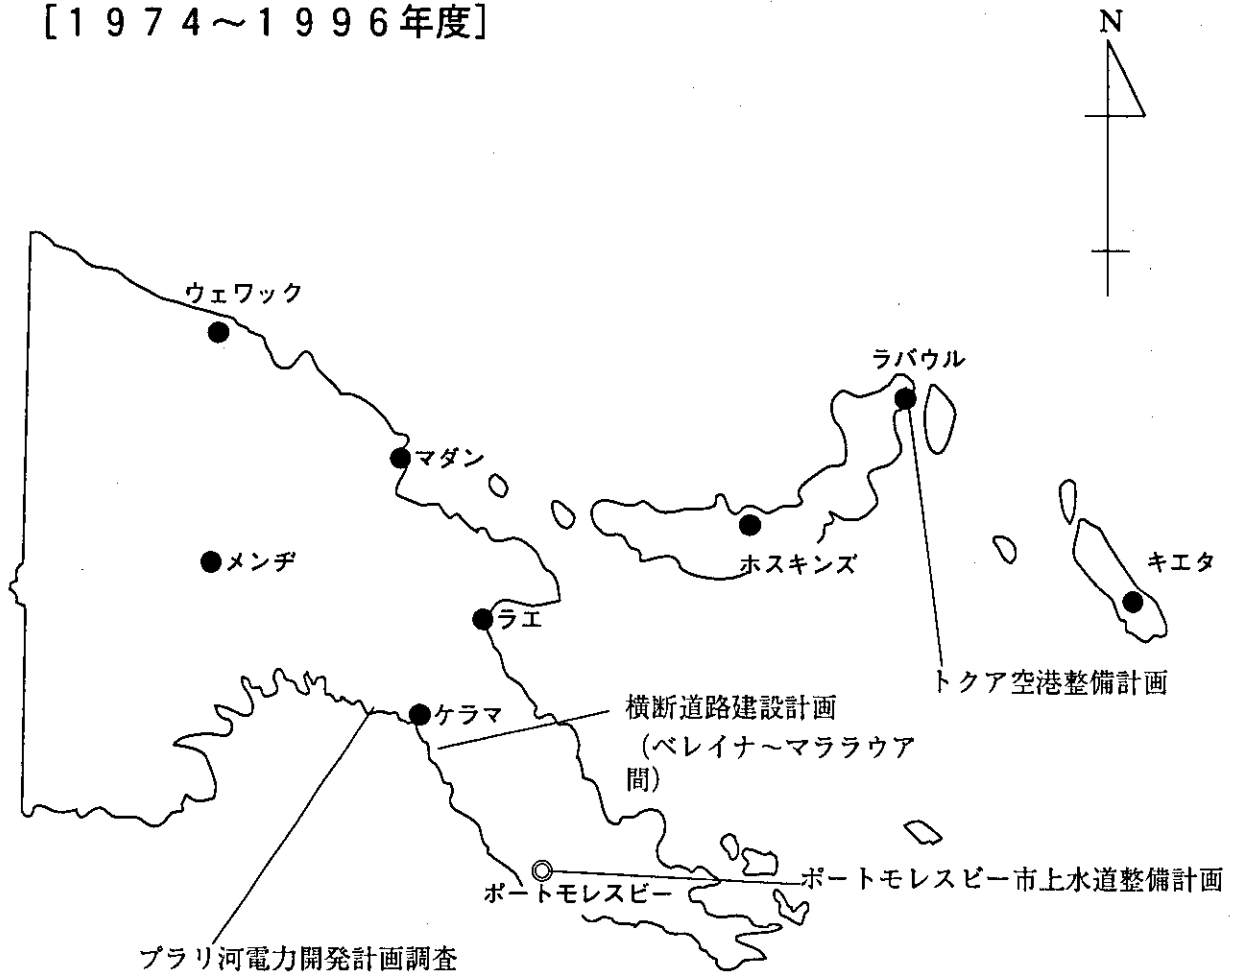 [1974～1996年度]
N
ウェワック
ラバウル
マダン
メンヂ
ホスキンズ
キエタ
ラエ
トクア空港整備計画
ケラマ
横断道路建設計画
(ベレイナ～マララウア
間)
ポートモレスビー
ポートモレスビー市上水道整備計画
プラリ河電力開発計画調査